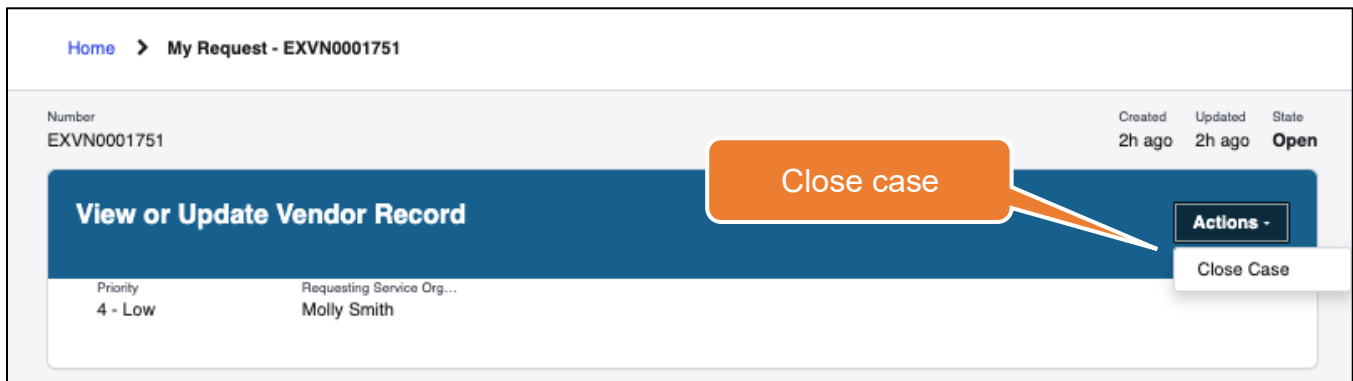 Home > My Request - EXVN0001751
Number
EXVN0001751
Created Updated State
2h ago 2h ago Open
Close case
View or Update Vendor Record
Actions -
Close Case
Priority Requesting Service Org...
4 - Low Molly Smith